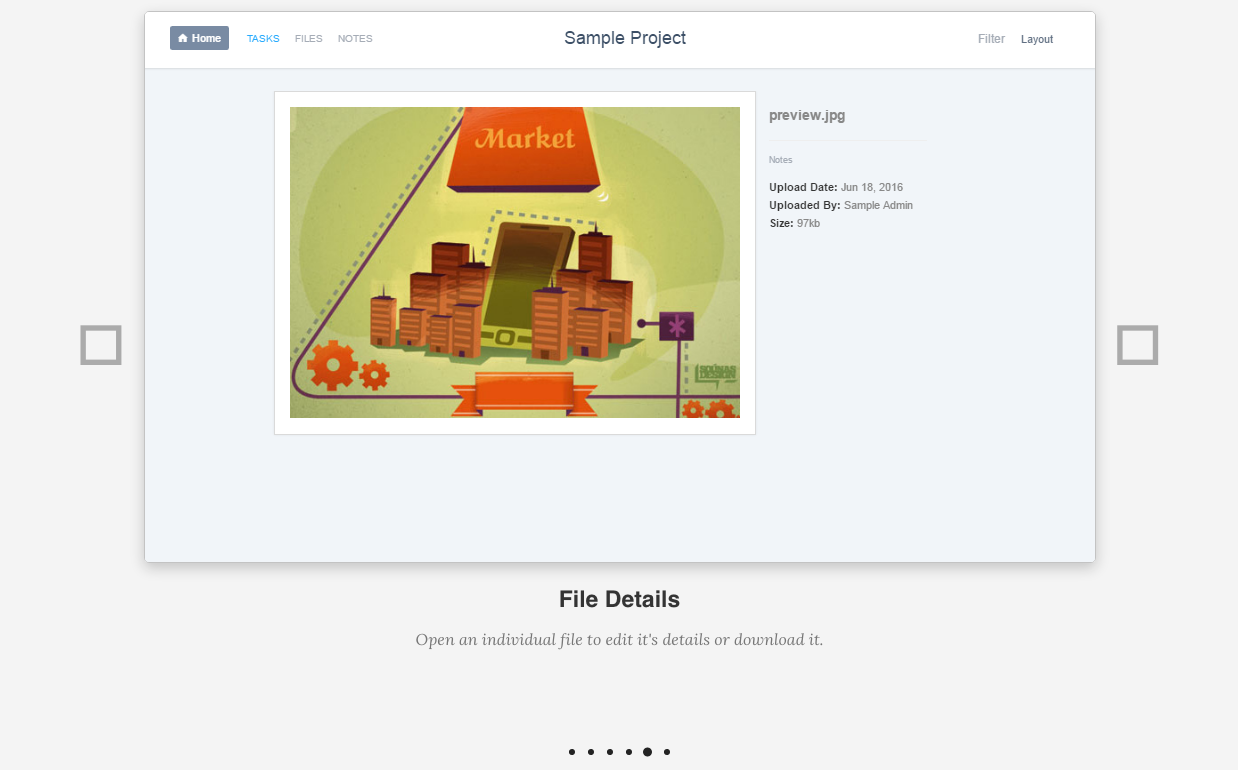 Home TASKS FILES NOTES Sample Project Filter Layout
Market
preview.jpg
Notes
Upload Date: Jun 18, 2016
Uploaded By: Sample Admin
Size: 97kb
File Details
Open an individual file to edit it's details or download it.